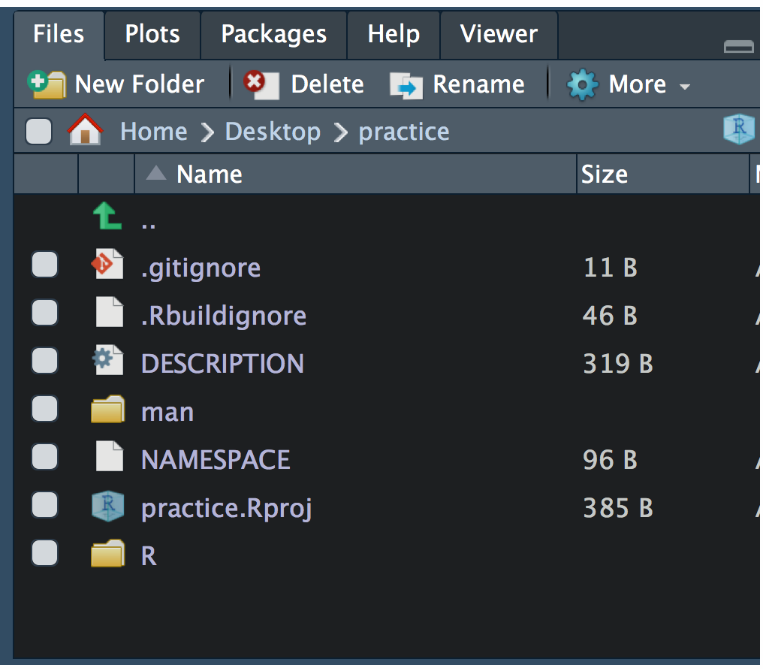 Files Plots Packages Help Viewer
New Folder Delete Rename More
Home Desktop practice
Name Size
..
.gitignore 11 B
.Rbuildignore 46 B
DESCRIPTION 319 B
man
NAMESPACE 96 B
practice.Rproj 385 B
R